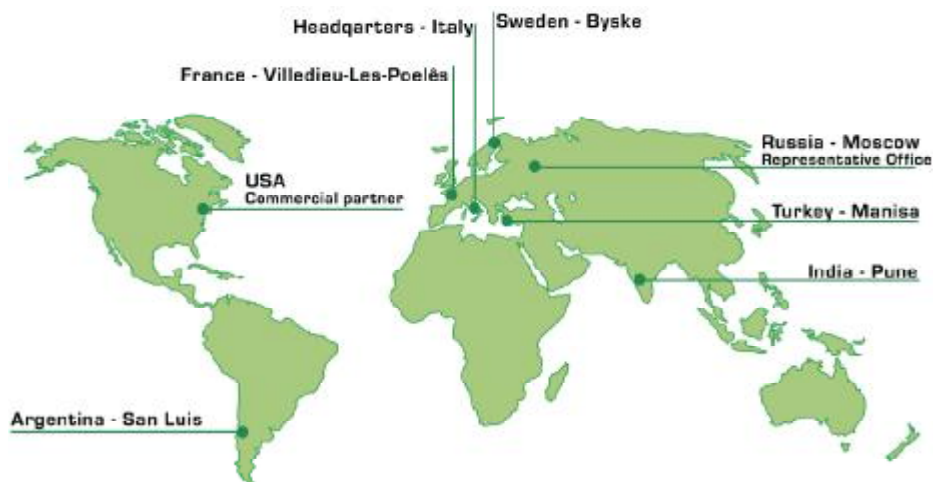 Sweden - Byske
Headqarters - Italy
France - Villedieu-Les-Poelês
Russia - Moscow
Representative Office
USA
Commercial partner
Turkey - Manisa
India - Pune
Argentina - San Luis